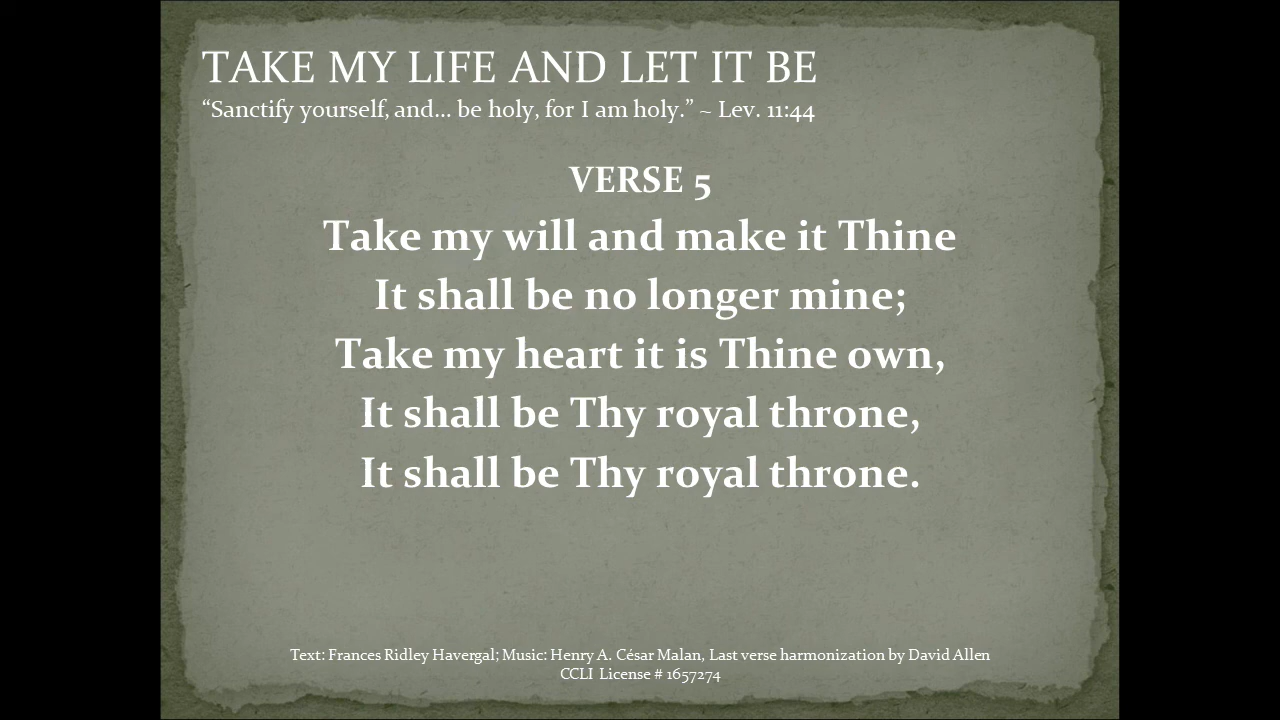 TAKE MY LIFE AND LET IT BE
“Sanctify yourself, and... be holy, for I am holy.” ~ Lev. 11:44
VERSE 5
Take my will and make it Thine
It shall be no longer mine;
Take my heart it is Thine own,
It shall be Thy royal throne,
It shall be Thy royal throne.
Text: Frances Ridley Havergal; Music: Henry A. César Malan, Last verse harmonization by David Allen
CCLI License # 1657274